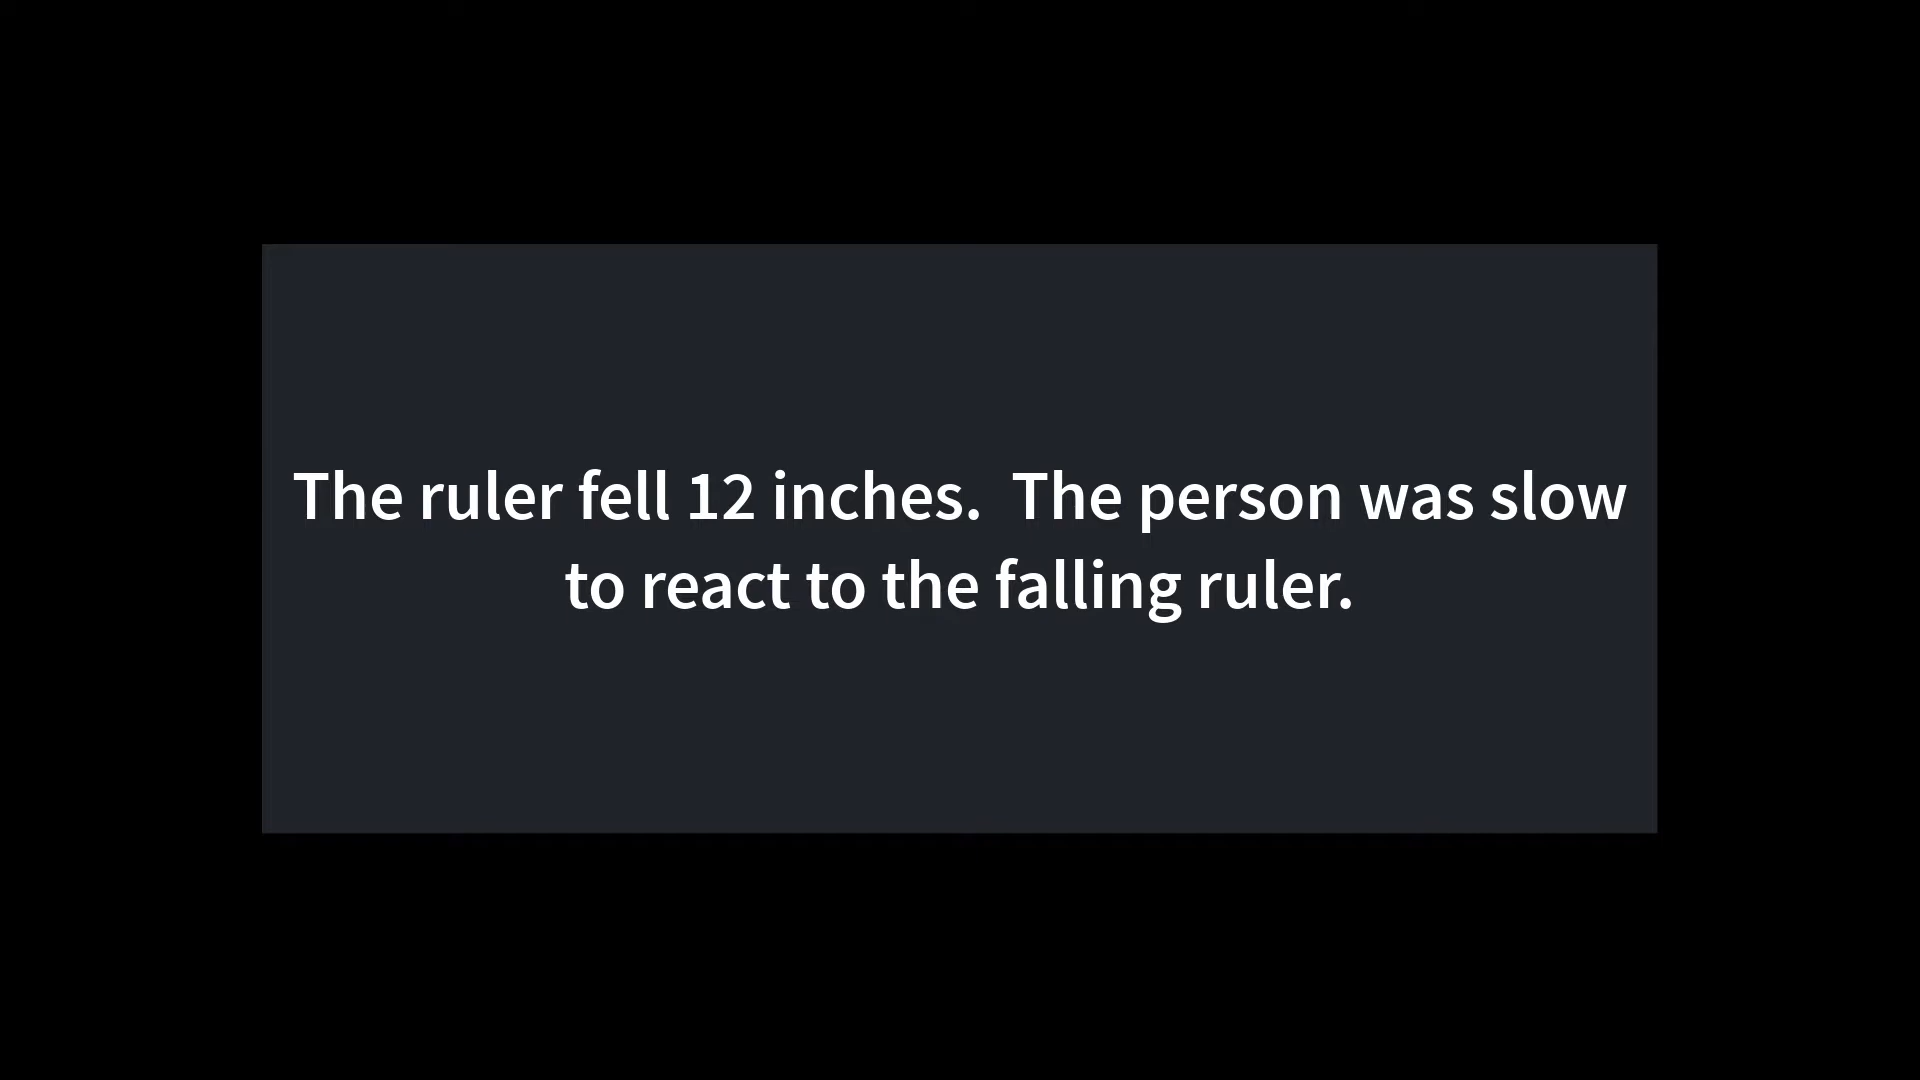 The ruler fell 12 inches.  The person was slow
to react to the falling ruler.